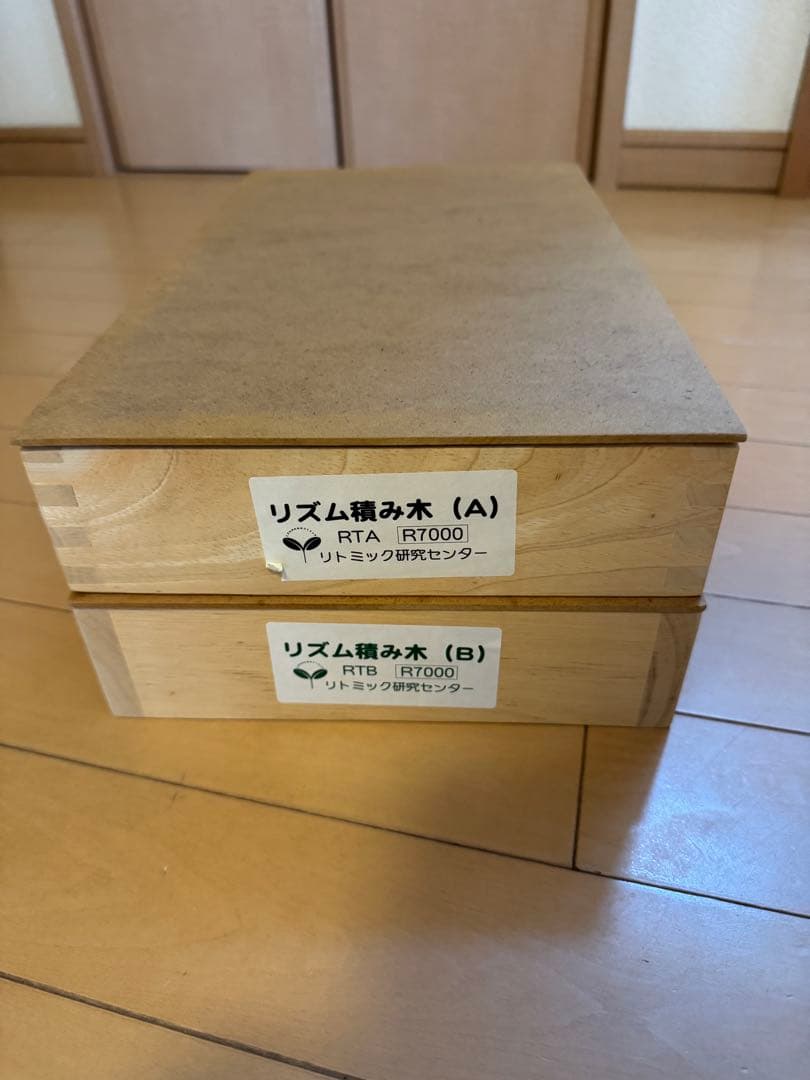 リズム積み木（A）
RTA R7000
リトミック研究センター
リズム積み木（B）
RTB R7000
リトミック研究センター